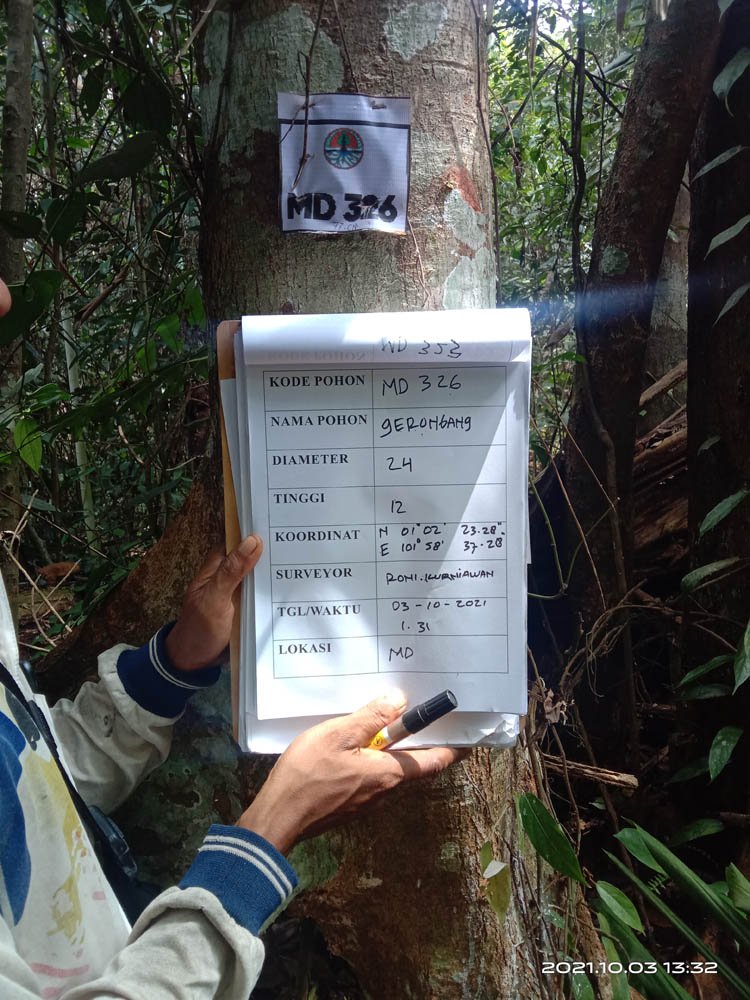 MD 326
MD 353
KODE POHON MD 326
NAMA POHON gERONGANG
DIAMETER 24
TINGGI 12
KOORDINAT N 01° 02' 23.28"
E 101° 58' 37.28
SURVEYOR RONI.KURNIAWAN
TGL/WAKTU 03-10-2021
1.31
LOKASI MD
2021.10.03 13:32